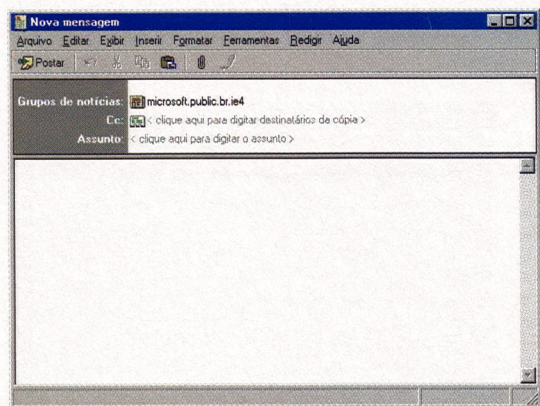 Nova mensagem
Arquivo Editar Exibir Inserir Formatar Ferramentas Redigir Ajuda
Postar
Grupos de notícias: microsoft.public.br.ie4
Cc: < clique aqui para digitar destinatários da cópia >
Assunto: < clique aqui para digitar o assunto >